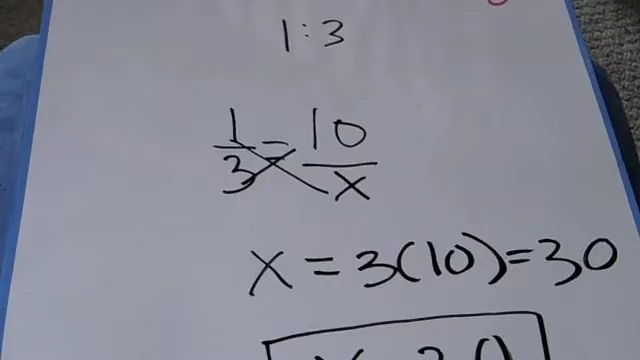 1:3
1/3 = 10/x
x = 3(10) = 30